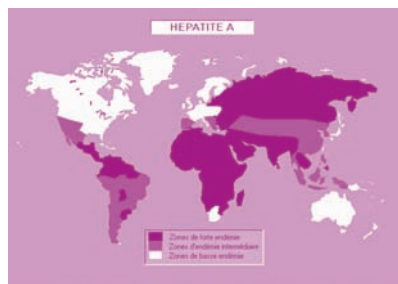 HEPATITE A
Zones de forte endémie
Zones d'endémie intermédiaire
Zones de basse endémie